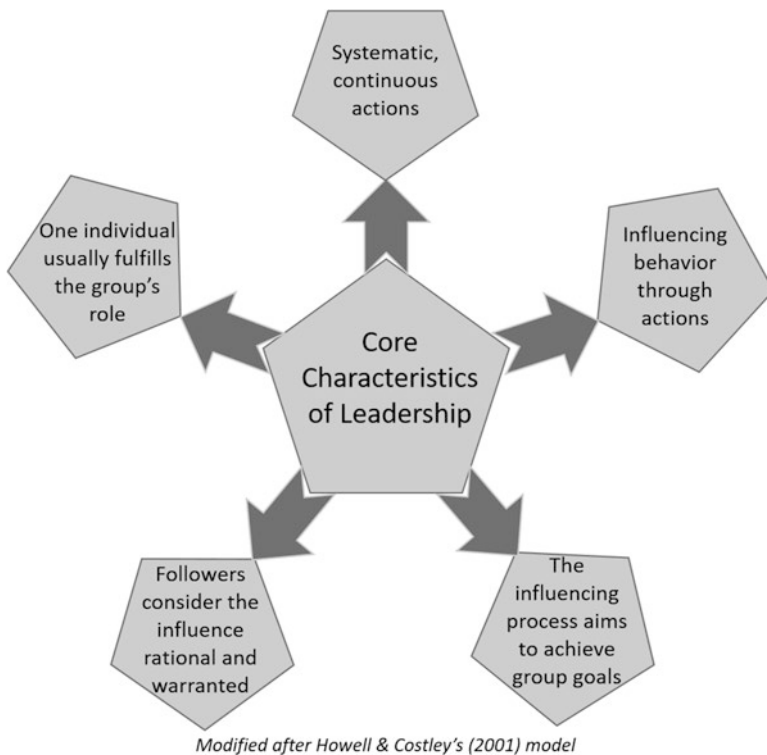 Systematic,
continuous
actions
One individual
usually fulfills
the group's
role
Influencing
behavior
through
actions
Core
Characteristics
of Leadership
Followers
consider the
influence
rational and
warranted
The
influencing
process aims
to achieve
group goals
Modified after Howell & Costley's (2001) model